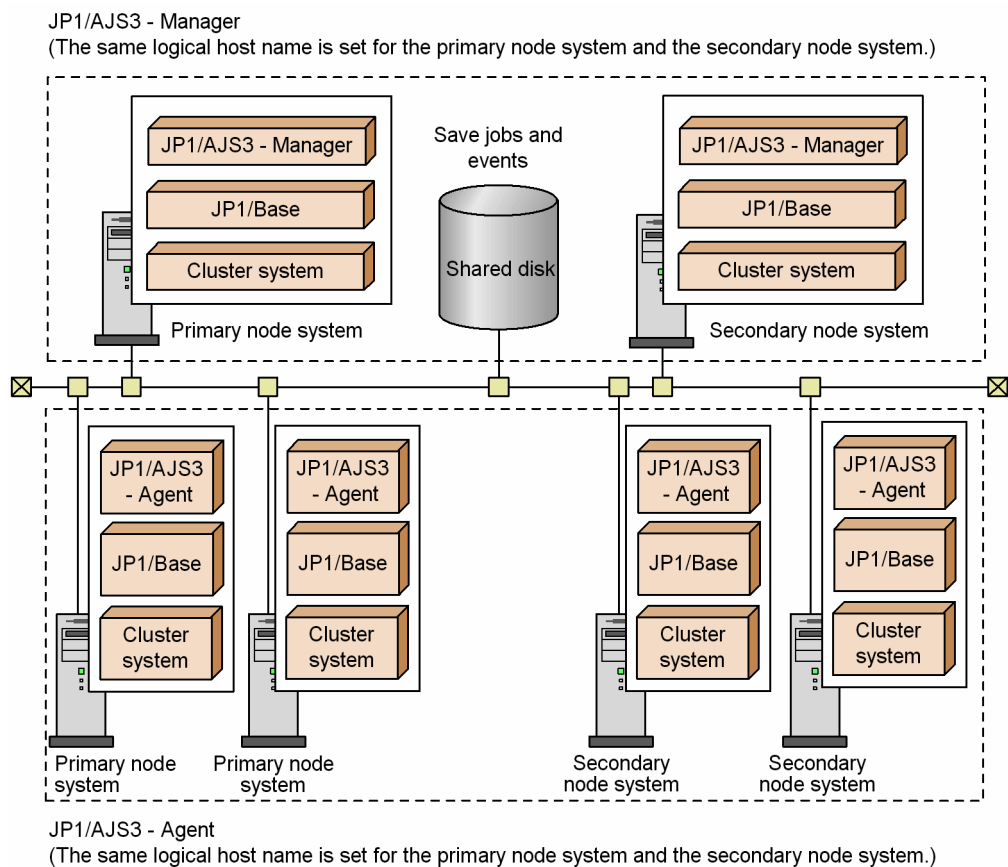 JP1/AJS3 - Manager
(The same logical host name is set for the primary node system and the secondary node system.)
JP1/AJS3 - Manager
JP1/Base
Cluster system
Primary node system
Save jobs and
events
Shared disk
JP1/AJS3 - Manager
JP1/Base
Cluster system
Secondary node system
JP1/AJS3
- Agent
JP1/Base
Cluster
system
Primary node
system
JP1/AJS3
- Agent
JP1/Base
Cluster
system
Primary node
system
JP1/AJS3
- Agent
JP1/Base
Cluster
system
Secondary
node system
JP1/AJS3
- Agent
JP1/Base
Cluster
system
Secondary
node system
JP1/AJS3 - Agent
(The same logical host name is set for the primary node system and the secondary node system.)